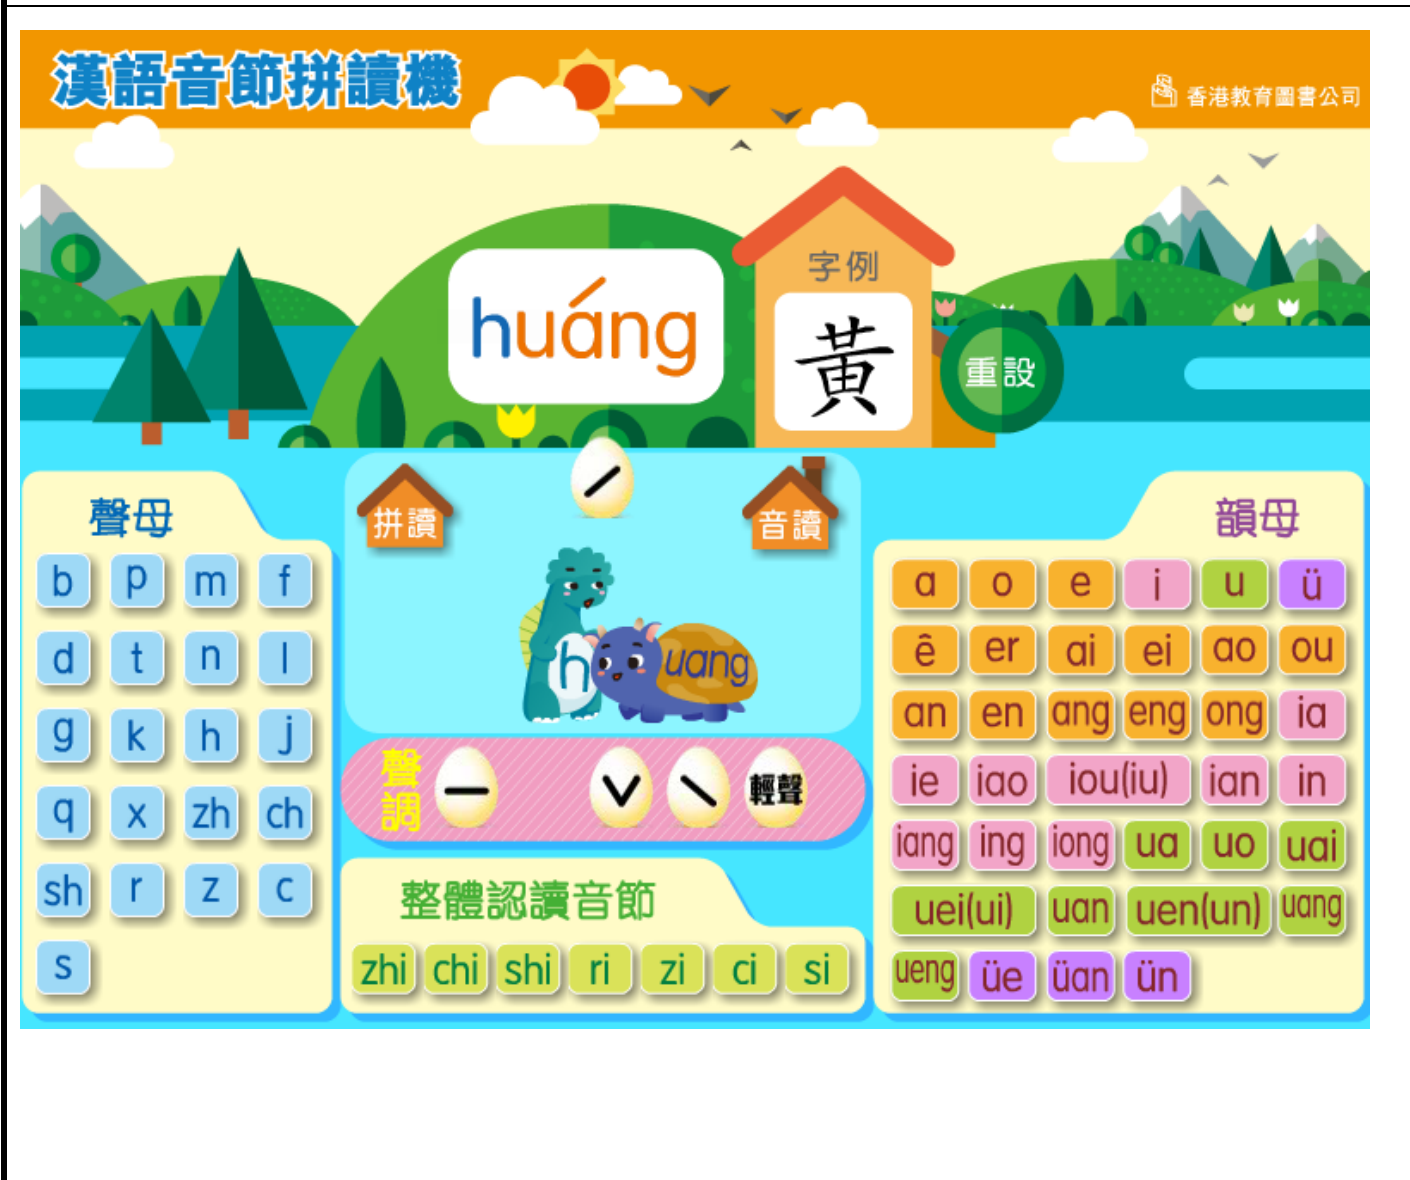 漢語音節拼讀機
香港教育圖書公司
字例
huáng
黃
重設
拼讀
音讀
h uang
聲母
b p m f
d t n l
g k h j
q x zh ch
sh r z c
s
聲調
輕聲
整體認讀音節
zhi chi shi ri zi ci si
韻母
a o e i u ü
ê er ai ei ao ou
an en ang eng ong ia
ie iao iou(iu) ian in
iang ing iong ua uo uai
uei(ui) uan uen(un) uang
ueng üe üan ün